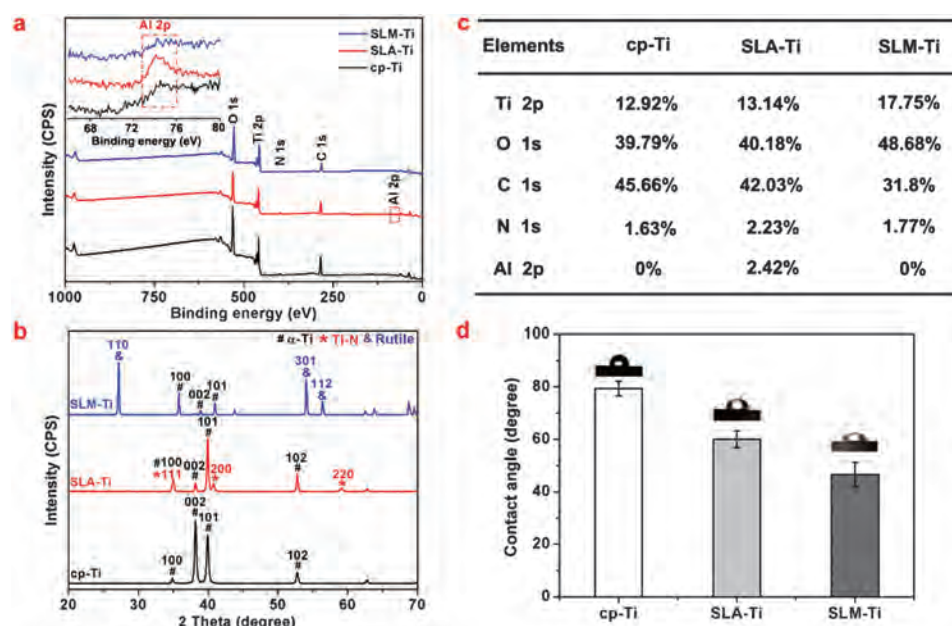 a
Al 2p
SLM-Ti
SLA-Ti
cp-Ti
68 72 76 80
Binding energy (eV)
O 1s
Ti 2p
N 1s
C 1s
Al 2p
Intensity (CPS)
1000 750 500 250 0
Binding energy (eV)
c
Elements cp-Ti SLA-Ti SLM-Ti
Ti 2p 12.92% 13.14% 17.75%
O 1s 39.79% 40.18% 48.68%
C 1s 45.66% 42.03% 31.8%
N 1s 1.63% 2.23% 1.77%
Al 2p 0% 2.42% 0%
b
# α-Ti * Ti-N & Rutile
110
&
100
#
002
#
101
#
301
&
112
&
SLM-Ti
#100
*111
002
#
101
#
200
*
102
#
220
*
SLA-Ti
100
#
002
#
101
#
102
#
cp-Ti
Intensity (CPS)
20 30 40 50 60 70
2 Theta (degree)
d
100
80
60
40
20
0
Contact angle (degree)
cp-Ti SLA-Ti SLM-Ti